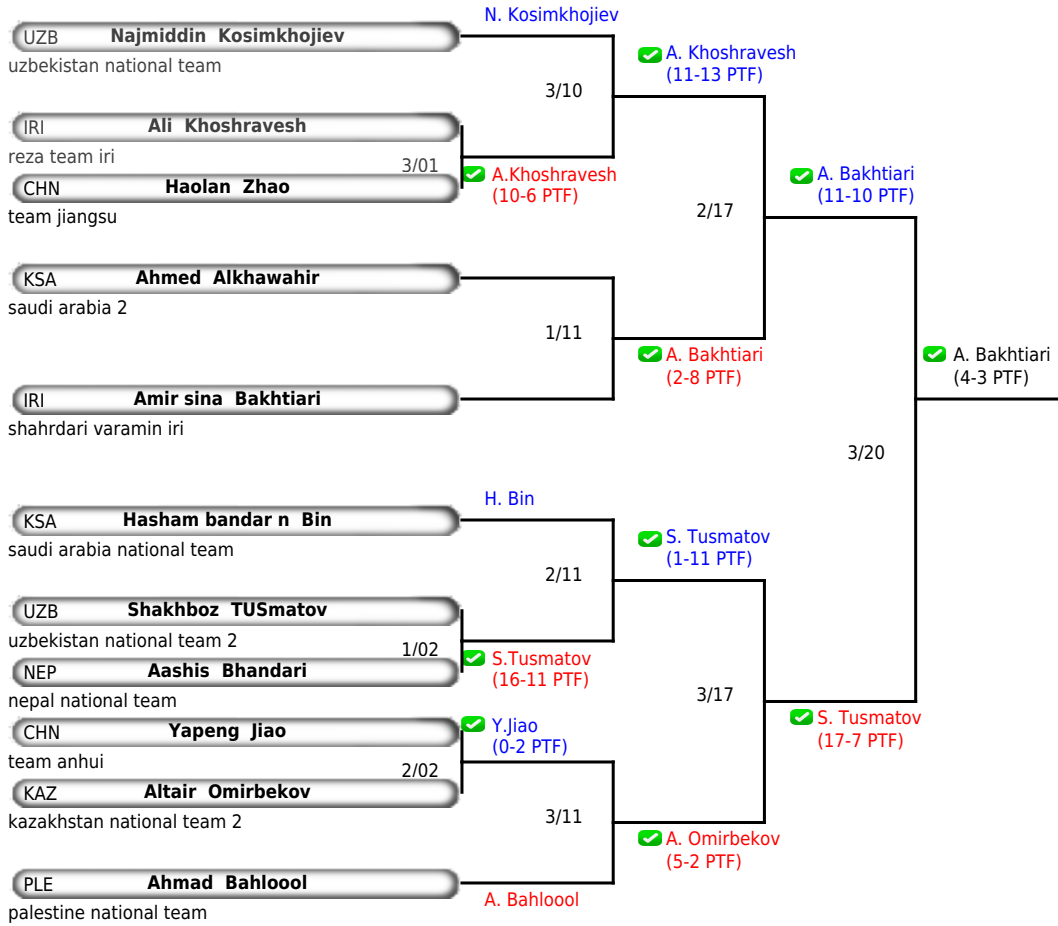 N. Kosimkhojiev
UZB Najmiddin Kosimkhojiev
uzbekistan national team
A. Khoshravesh
(11-13 PTF)
3/10
IRI Ali Khoshravesh
reza team iri
3/01
A.Khoshravesh
(10-6 PTF)
CHN Haolan Zhao
team jiangsu
A. Bakhtiari
(11-10 PTF)
2/17
KSA Ahmed Alkhawahir
saudi arabia 2
1/11
A. Bakhtiari
(2-8 PTF)
A. Bakhtiari
(4-3 PTF)
IRI Amir sina Bakhtiari
shahrdari varamin iri
3/20
H. Bin
KSA Hasham bandar n Bin
saudi arabia national team
S. Tusmatov
(1-11 PTF)
2/11
UZB Shakhboz TUSmatov
uzbekistan national team 2
1/02
S.Tusmatov
(16-11 PTF)
NEP Aashis Bhandari
nepal national team
3/17
S. Tusmatov
(17-7 PTF)
Y.Jiao
(0-2 PTF)
CHN Yapeng Jiao
team anhui
2/02
KAZ Altair Omirbekov
kazakhstan national team 2
3/11
A. Omirbekov
(5-2 PTF)
PLE Ahmad Bahloool
A. Bahloool
palestine national team